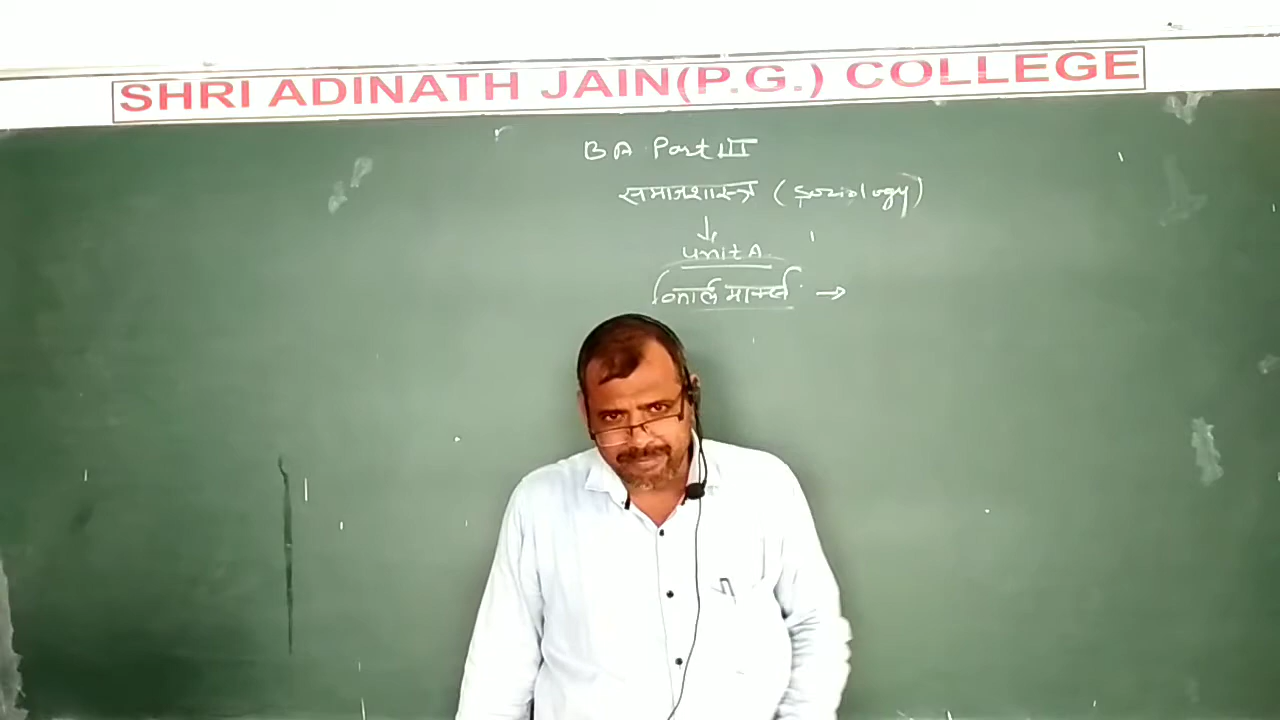 SHRI ADINATH JAIN(P.G.) COLLEGE
BA Part III
समाजशास्त्र (Sociology)
↓
Unit A
कार्ल मार्क्स →